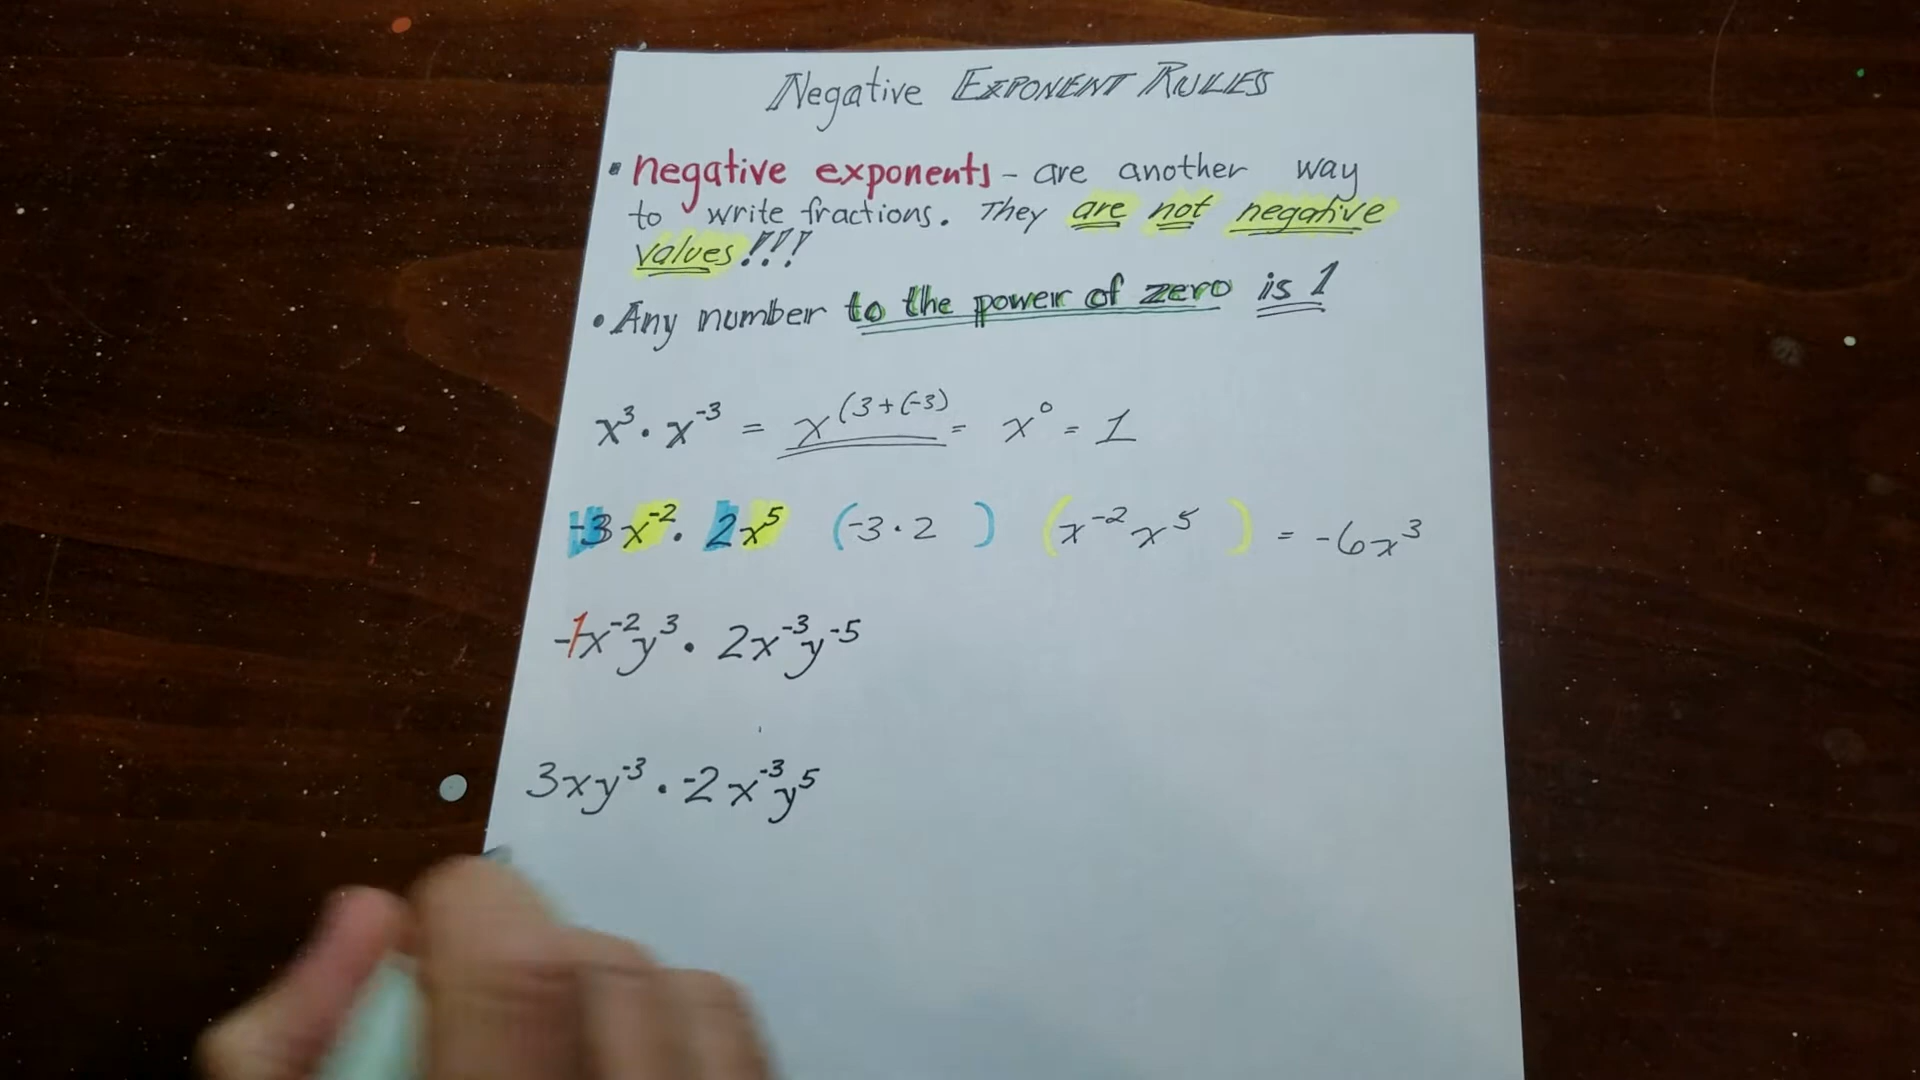 Negative EXPONENT RULES
• negative exponents - are another way
to write fractions. They are not negative
values!!!
• Any number to the power of zero is 1
x³ · x⁻³ = x⁽³⁺⁽⁻³⁾ = x⁰ = 1
-3x⁻² · 2x⁵ (-3·2 ) (x⁻²x⁵ ) = -6x³
-1x⁻²y³ · 2x⁻³y⁻⁵
3xy⁻³ · -2x⁻³y⁵